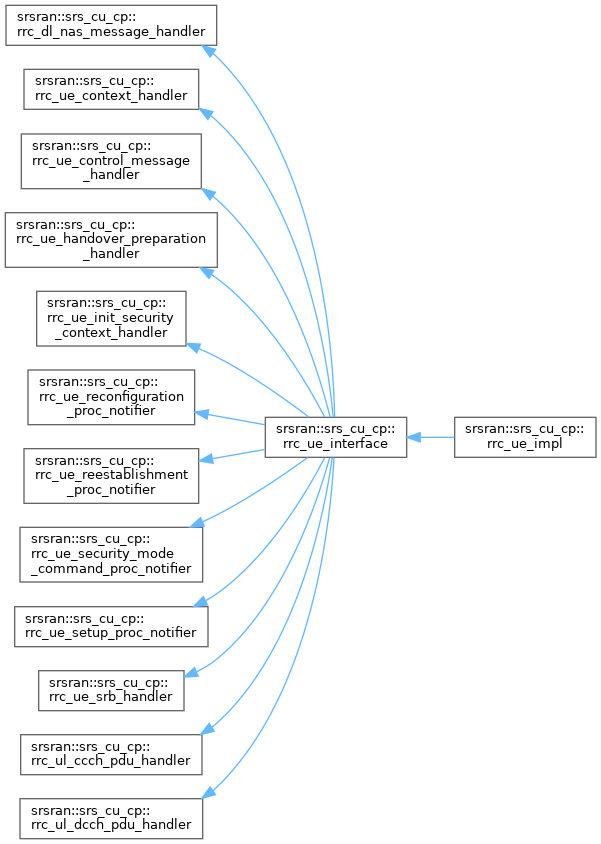 srsran::srs_cu_cp::
rrc_dl_nas_message_handler
srsran::srs_cu_cp::
rrc_ue_context_handler
srsran::srs_cu_cp::
rrc_ue_control_message
_handler
srsran::srs_cu_cp::
rrc_ue_handover_preparation
_handler
srsran::srs_cu_cp::
rrc_ue_init_security
_context_handler
srsran::srs_cu_cp::
rrc_ue_reconfiguration
_proc_notifier
srsran::srs_cu_cp::
rrc_ue_reestablishment
_proc_notifier
srsran::srs_cu_cp::
rrc_ue_security_mode
_command_proc_notifier
srsran::srs_cu_cp::
rrc_ue_setup_proc_notifier
srsran::srs_cu_cp::
rrc_ue_srb_handler
srsran::srs_cu_cp::
rrc_ul_ccch_pdu_handler
srsran::srs_cu_cp::
rrc_ul_dcch_pdu_handler
srsran::srs_cu_cp::
rrc_ue_interface
srsran::srs_cu_cp::
rrc_ue_impl